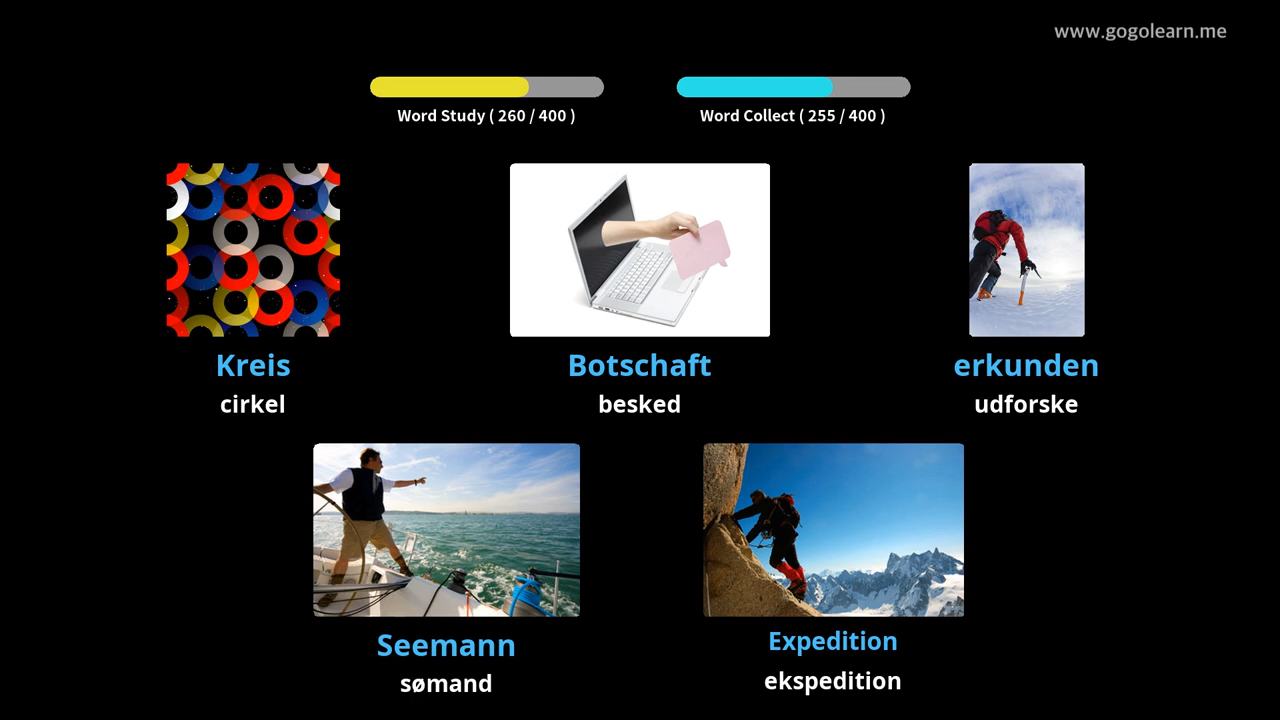 www.gogolearn.me
Word Study ( 260 / 400 )
Word Collect ( 255 / 400 )
Kreis
cirkel
Botschaft
besked
erkunden
udforske
Seemann
sømand
Expedition
ekspedition